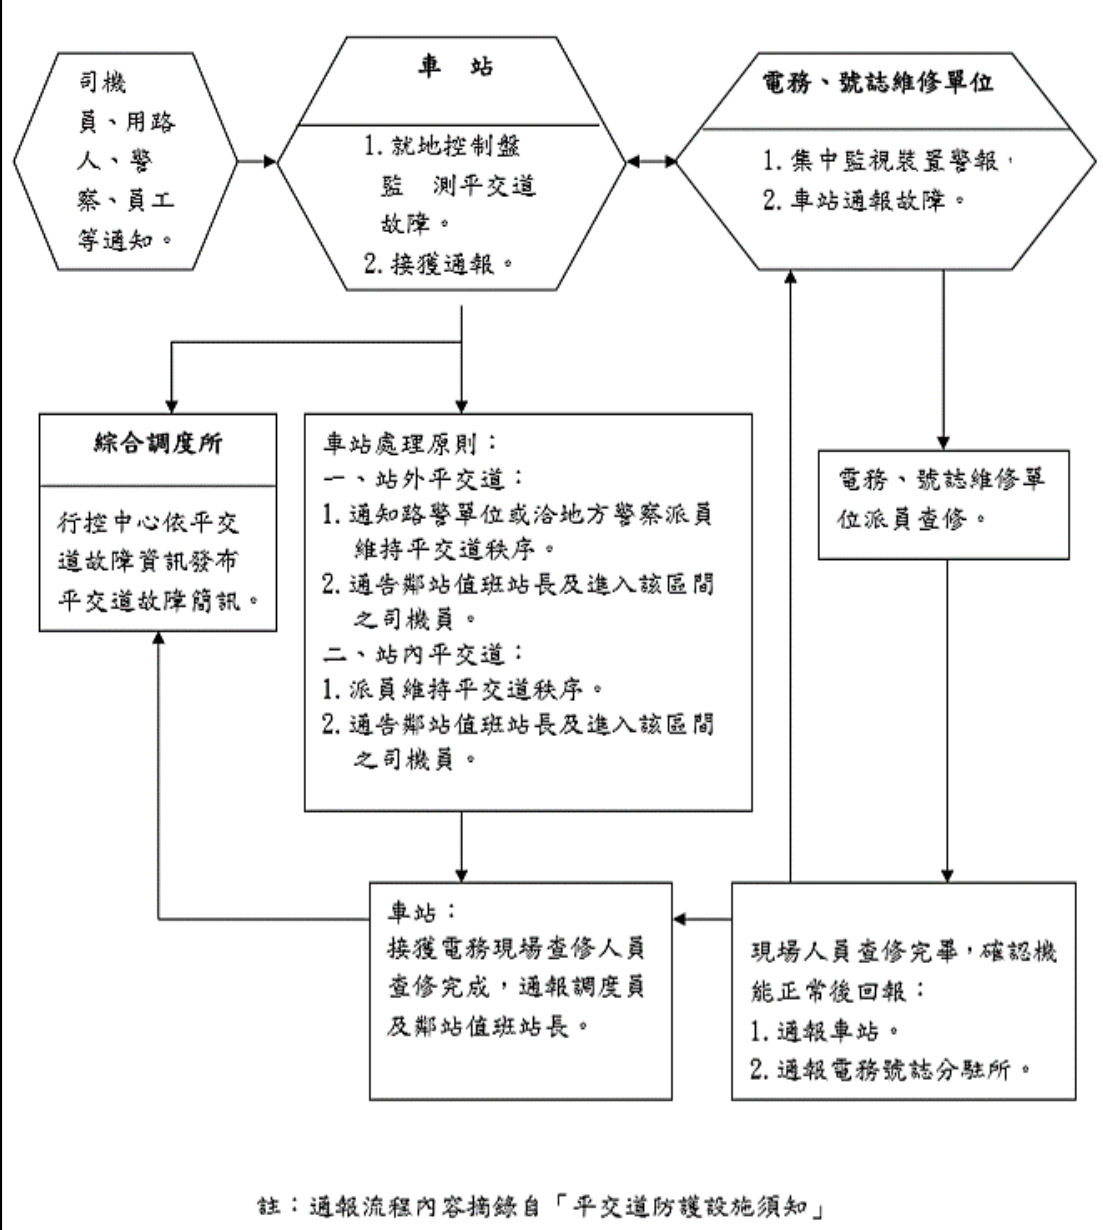 司機
員、用路
人、警
察、員工
等通知。
車 站
1.就地控制盤
監 測平交道
故障。
2.接獲通報。
電務、號誌維修單位
1.集中監視裝置警報，
2.車站通報故障。
綜合調度所
行控中心依平交
道故障資訊發布
平交道故障簡訊。
車站處理原則：
一、站外平交道：
1.通知路警單位或洽地方警察派員
維持平交道秩序。
2.通告鄰站值班站長及進入該區間
之司機員。
二、站內平交道：
1.派員維持平交道秩序。
2.通告鄰站值班站長及進入該區間
之司機員。
電務、號誌維修單
位派員查修。
車站：
接獲電務現場查修人員
查修完成，通報調度員
及鄰站值班站長。
現場人員查修完畢，確認機
能正常後回報：
1.通報車站。
2.通報電務號誌分駐所。
註：通報流程內容摘錄自「平交道防護設施須知」